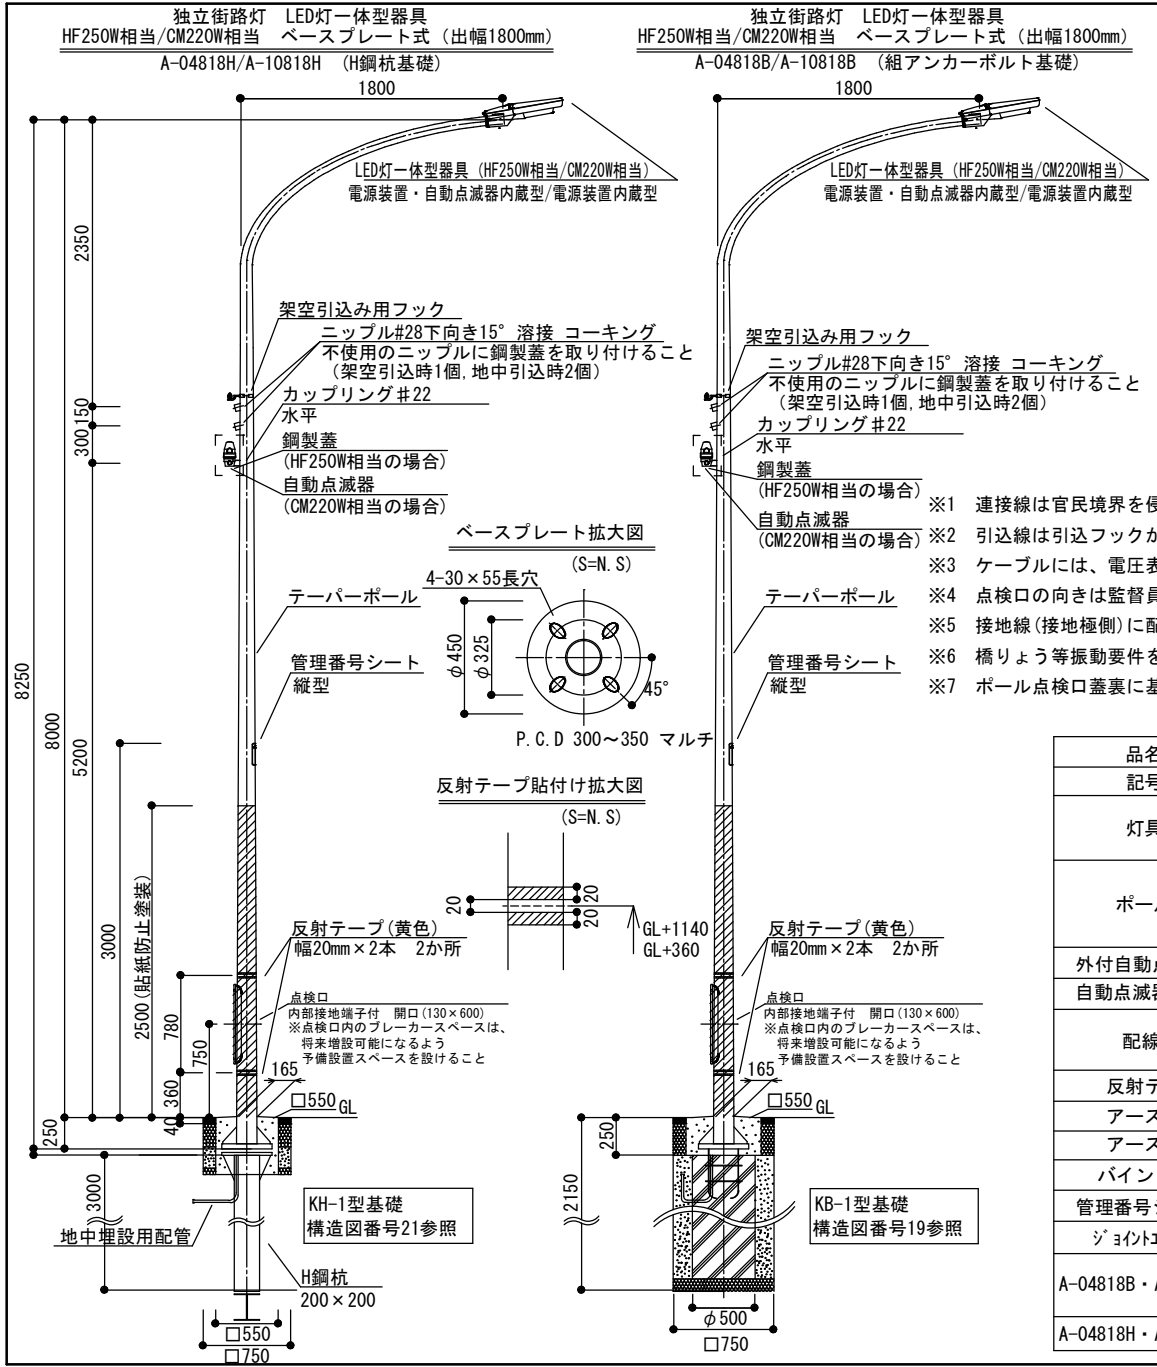 独立街路灯　LED灯一体型器具
HF250W相当/CM220W相当　ベースプレート式（出幅1800mm）
A-04818H/A-10818H　（H鋼杭基礎）
1800
LED灯一体型器具（HF250W相当/CM220W相当）
電源装置・自動点滅器内蔵型/電源装置内蔵型
2350
架空引込み用フック
ニップル#28下向き15°溶接 コーキング
不使用のニップルに鋼製蓋を取り付けること
（架空引込時1個,地中引込時2個）
カップリング＃22
水平
鋼製蓋
(HF250W相当の場合)
自動点滅器
(CM220W相当の場合)
150
300
テーパーポール
管理番号シート
縦型
8250
8000
5200
3000
2500(貼紙防止塗装)
反射テープ(黄色)
幅20mm×2本　2か所
点検口
内部接地端子付　開口(130×600)
※点検口内のブレーカースペースは、
将来増設可能になるよう
予備設置スペースを設けること
780
750
360
165
□550
GL
40
250
3000
地中埋設用配管
KH-1型基礎
構造図番号21参照
H鋼杭
200×200
□550
□750
ベースプレート拡大図
(S=N.S)
4-30×55長穴
φ450
φ325
45°
P.C.D 300〜350 マルチ
反射テープ貼付け拡大図
(S=N.S)
20
20
20
GL+1140
GL+360
独立街路灯　LED灯一体型器具
HF250W相当/CM220W相当　ベースプレート式（出幅1800mm）
A-04818B/A-10818B　（組アンカーボルト基礎）
1800
LED灯一体型器具（HF250W相当/CM220W相当）
電源装置・自動点滅器内蔵型/電源装置内蔵型
架空引込み用フック
ニップル#28下向き15°溶接 コーキング
不使用のニップルに鋼製蓋を取り付けること
（架空引込時1個,地中引込時2個）
カップリング＃22
水平
鋼製蓋
(HF250W相当の場合)
自動点滅器
(CM220W相当の場合)
テーパーポール
管理番号シート
縦型
反射テープ(黄色)
幅20mm×2本　2か所
点検口
内部接地端子付　開口(130×600)
※点検口内のブレーカースペースは、
将来増設可能になるよう
予備設置スペースを設けること
165
□550
GL
250
2150
KB-1型基礎
構造図番号19参照
φ500
□750
※1　連接線は官民境界を侵
※2　引込線は引込フックか
※3　ケーブルには、電圧表
※4　点検口の向きは監督員
※5　接地線(接地極側)に配
※6　橋りょう等振動要件を
※7　ポール点検口蓋裏に基
品名
記号
灯具
ポール
外付自動点
自動点滅器
配線
反射テ
アース
アース
バイン
管理番号シ
ジョイントエ
A-04818B・A
A-04818H・A